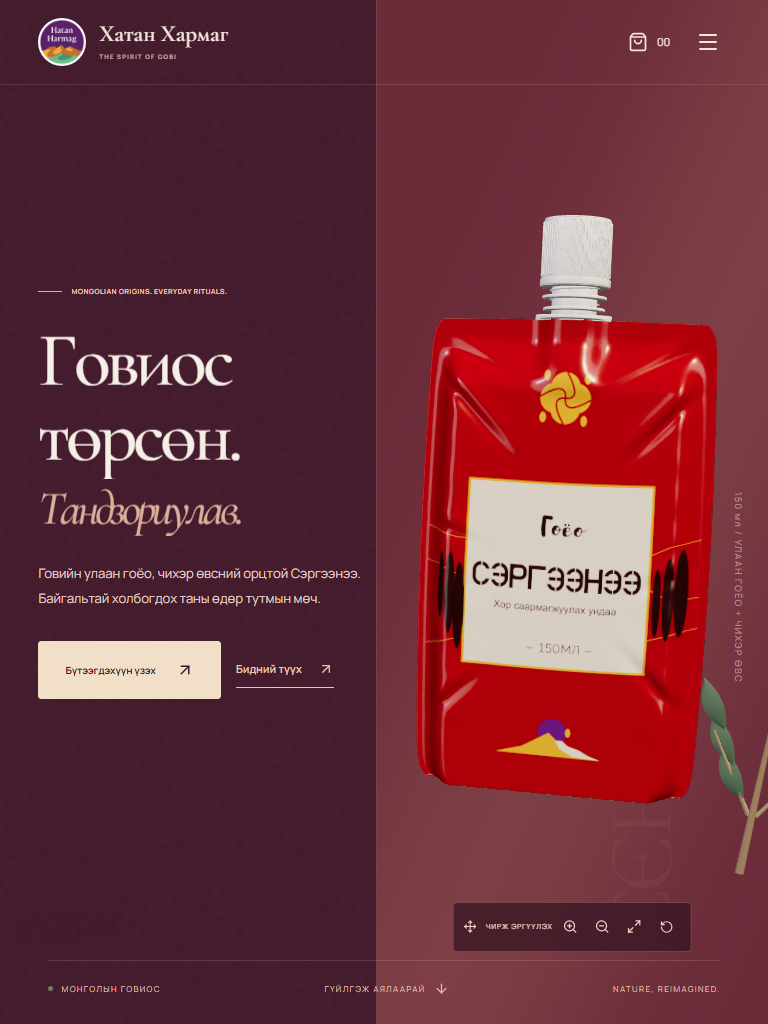 Hatan
Harmag
Хатан Хармаг
THE SPIRIT OF GOBI
00
MONGOLIAN ORIGINS. EVERYDAY RITUALS.
Говиос
төрсөн.
Тандзориулав.
Говийн улаан гоёо, чихэр өвсний орцтой Сэргээнээ.
Байгальтай холбогдох таны өдөр тутмын мөч.
Бүтээгдэхүүн үзэх
Бидний түүх
Гоёо
СЭРГЭЭНЭЭ
Хор саармагжуулах ундаа
– 150МЛ –
150 мл / УЛААН ГОЁО + ЧИХЭР ӨВС
ЧИРЖ ЭРГҮҮЛЭХ
МОНГОЛЫН ГОВИОС
ГҮЙЛГЭЖ АЯЛААРАЙ
NATURE, REIMAGINED.